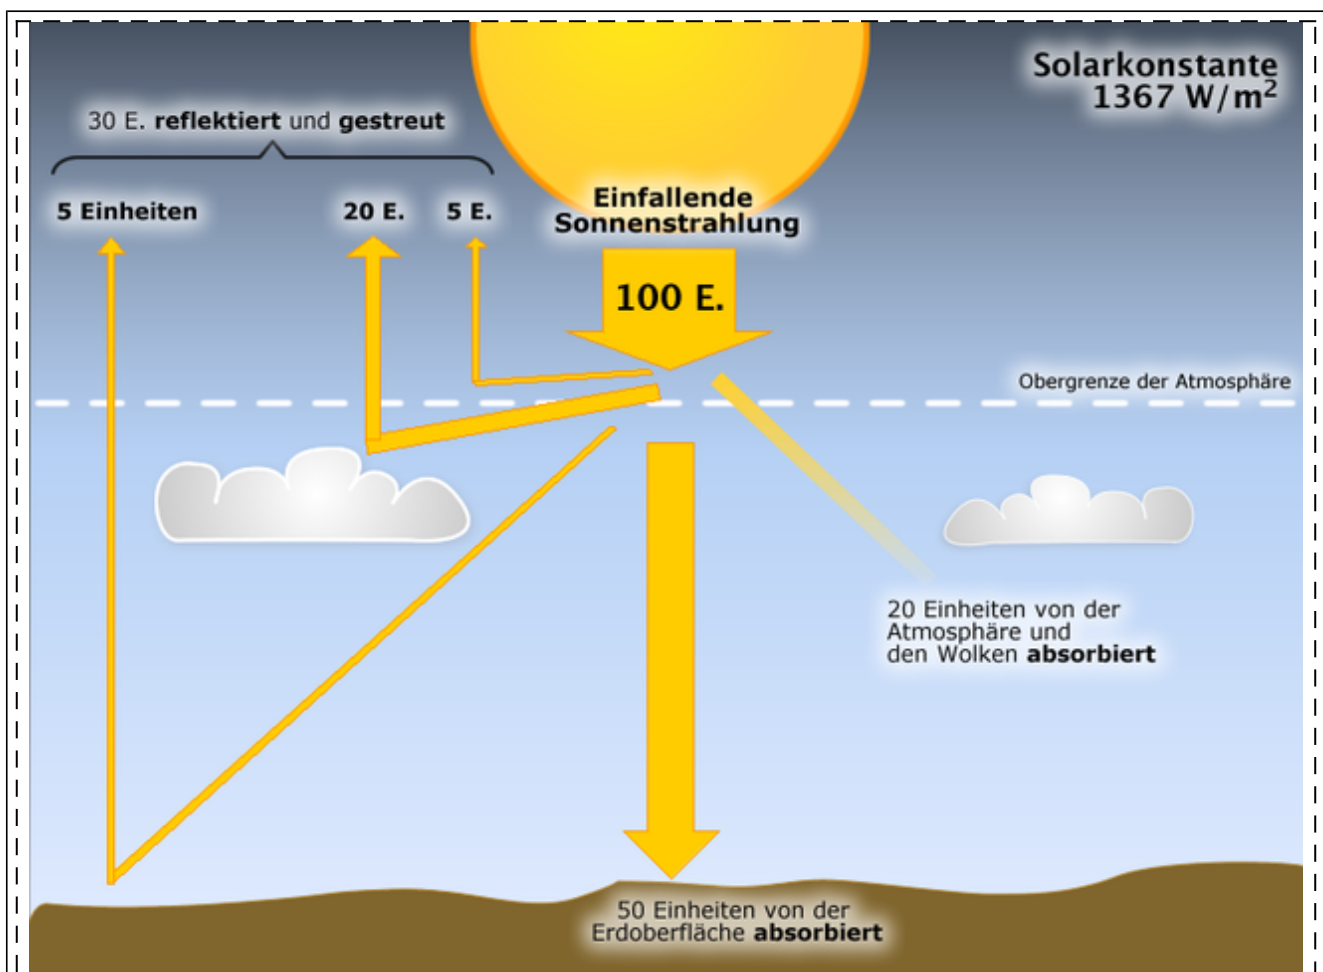 Solarkonstante
1367 W/m²
30 E. reflektiert und gestreut
5 Einheiten
20 E.
5 E.
Einfallende
Sonnenstrahlung
100 E.
Obergrenze der Atmosphäre
20 Einheiten von der
Atmosphäre und
den Wolken absorbiert
50 Einheiten von der
Erdoberfläche absorbiert